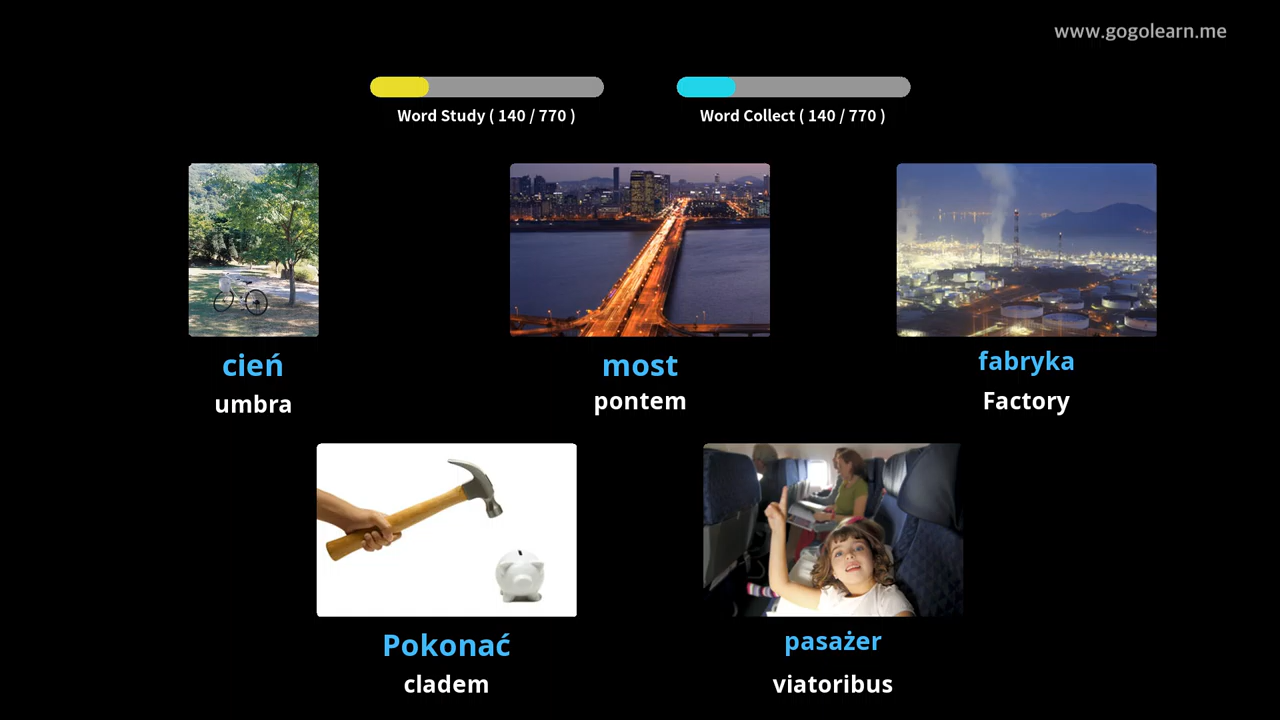 www.gogolearn.me
Word Study ( 140 / 770 )
Word Collect ( 140 / 770 )
cień
umbra
most
pontem
fabryka
Factory
Pokonać
cladem
pasażer
viatoribus